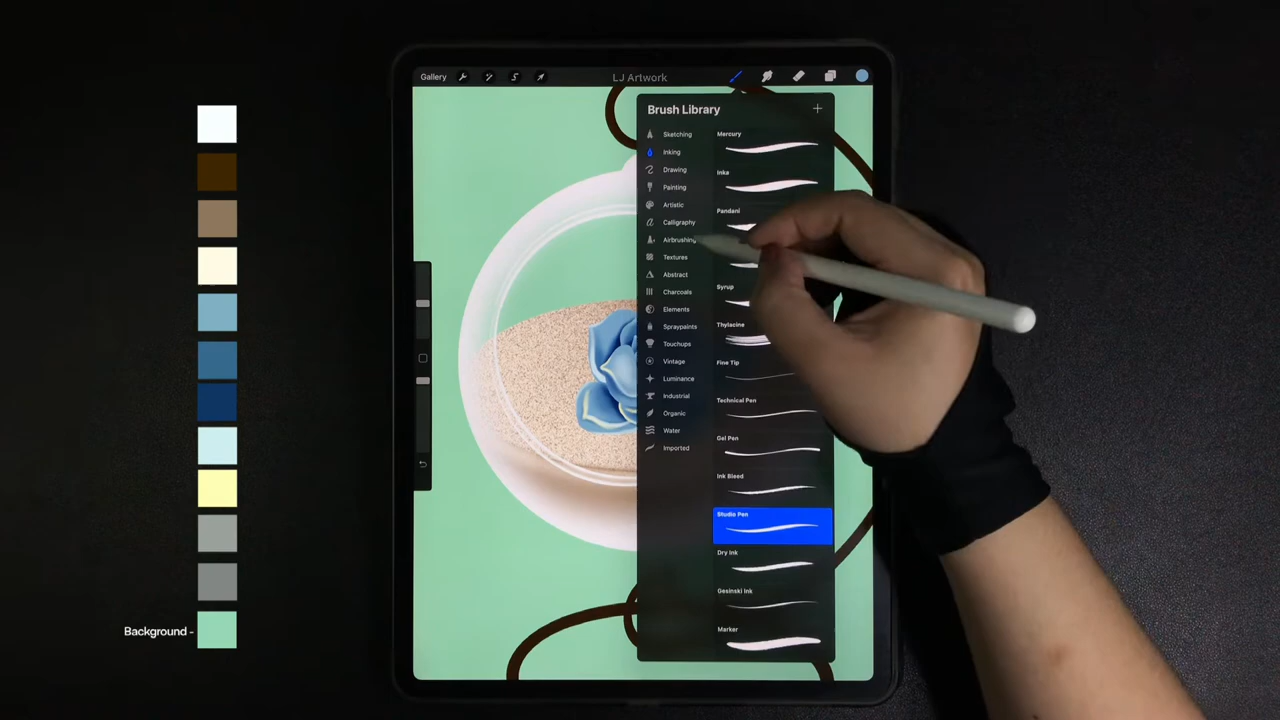 Gallery
LJ Artwork
Brush Library
Sketching
Inking
Drawing
Painting
Artistic
Calligraphy
Airbrushing
Textures
Abstract
Charcoals
Elements
Spraypaints
Touchups
Vintage
Luminance
Industrial
Organic
Water
Imported
Mercury
Inka
Pandani
Syrup
Thylacine
Fine Tip
Technical Pen
Gel Pen
Ink Bleed
Studio Pen
Dry Ink
Gesinski Ink
Marker
Background -